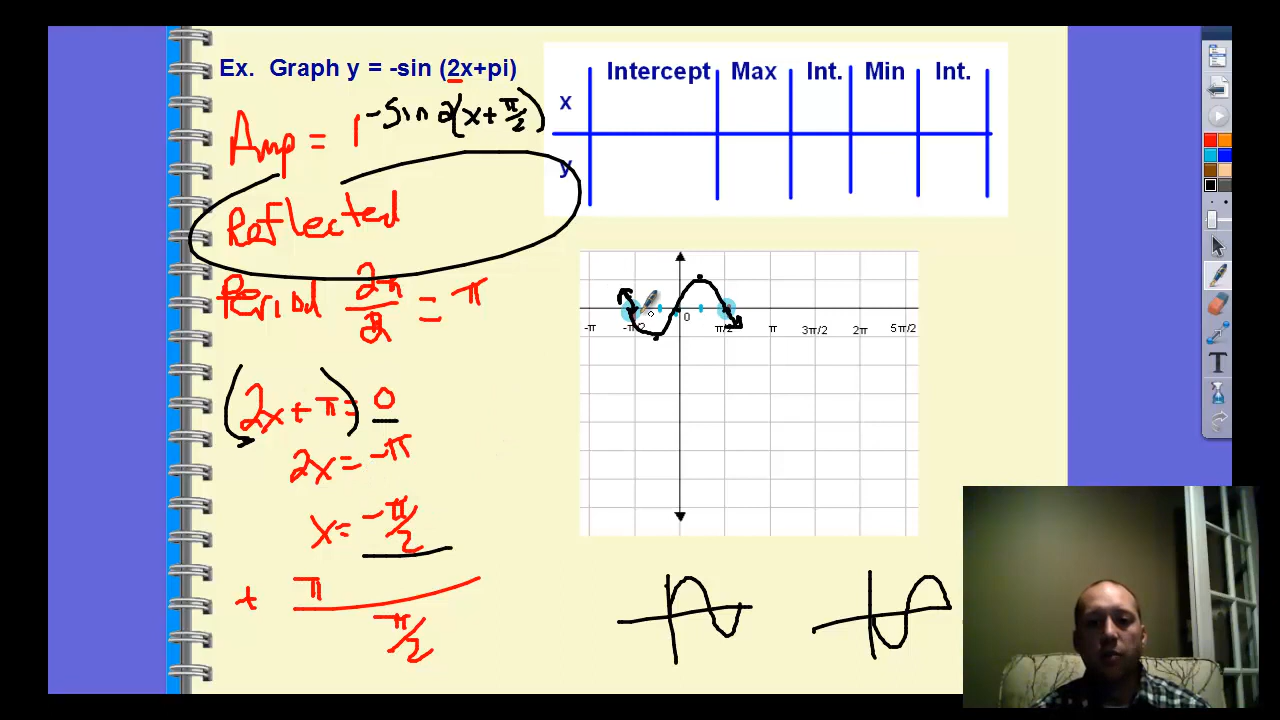 Ex. Graph y = -sin (2x+pi)
-Sin 2(x+π/2)
Amp = 1
Reflected
Period 2π/2 = π
(2x+π)=0
2x=-π
x=-π/2
+ π
π/2
Intercept Max Int. Min Int.
x
y
-π -π/2 0 π/2 π 3π/2 2π 5π/2
T